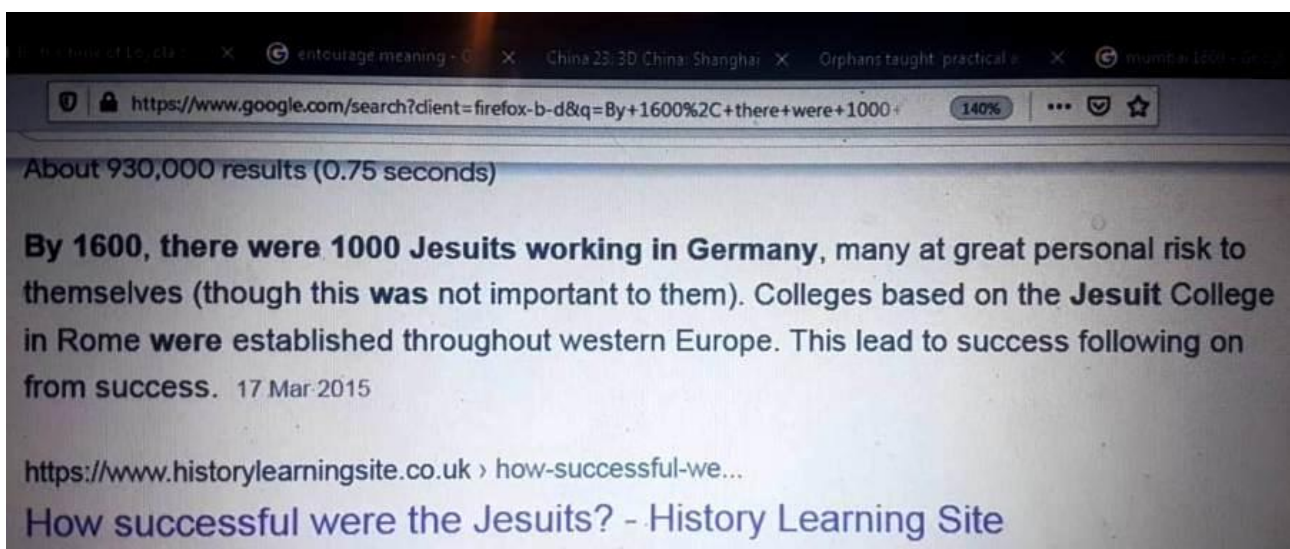 entourage meaning - G China 23: 3D China: Shanghai Orphans taught 'practical
https://www.google.com/search?client=firefox-b-d&q=By+1600%2C+there+were+1000+ 140%
About 930,000 results (0.75 seconds)
By 1600, there were 1000 Jesuits working in Germany, many at great personal risk to
themselves (though this was not important to them). Colleges based on the Jesuit College
in Rome were established throughout western Europe. This lead to success following on
from success. 17 Mar 2015
https://www.historylearningsite.co.uk › how-successful-we...
How successful were the Jesuits? - History Learning Site